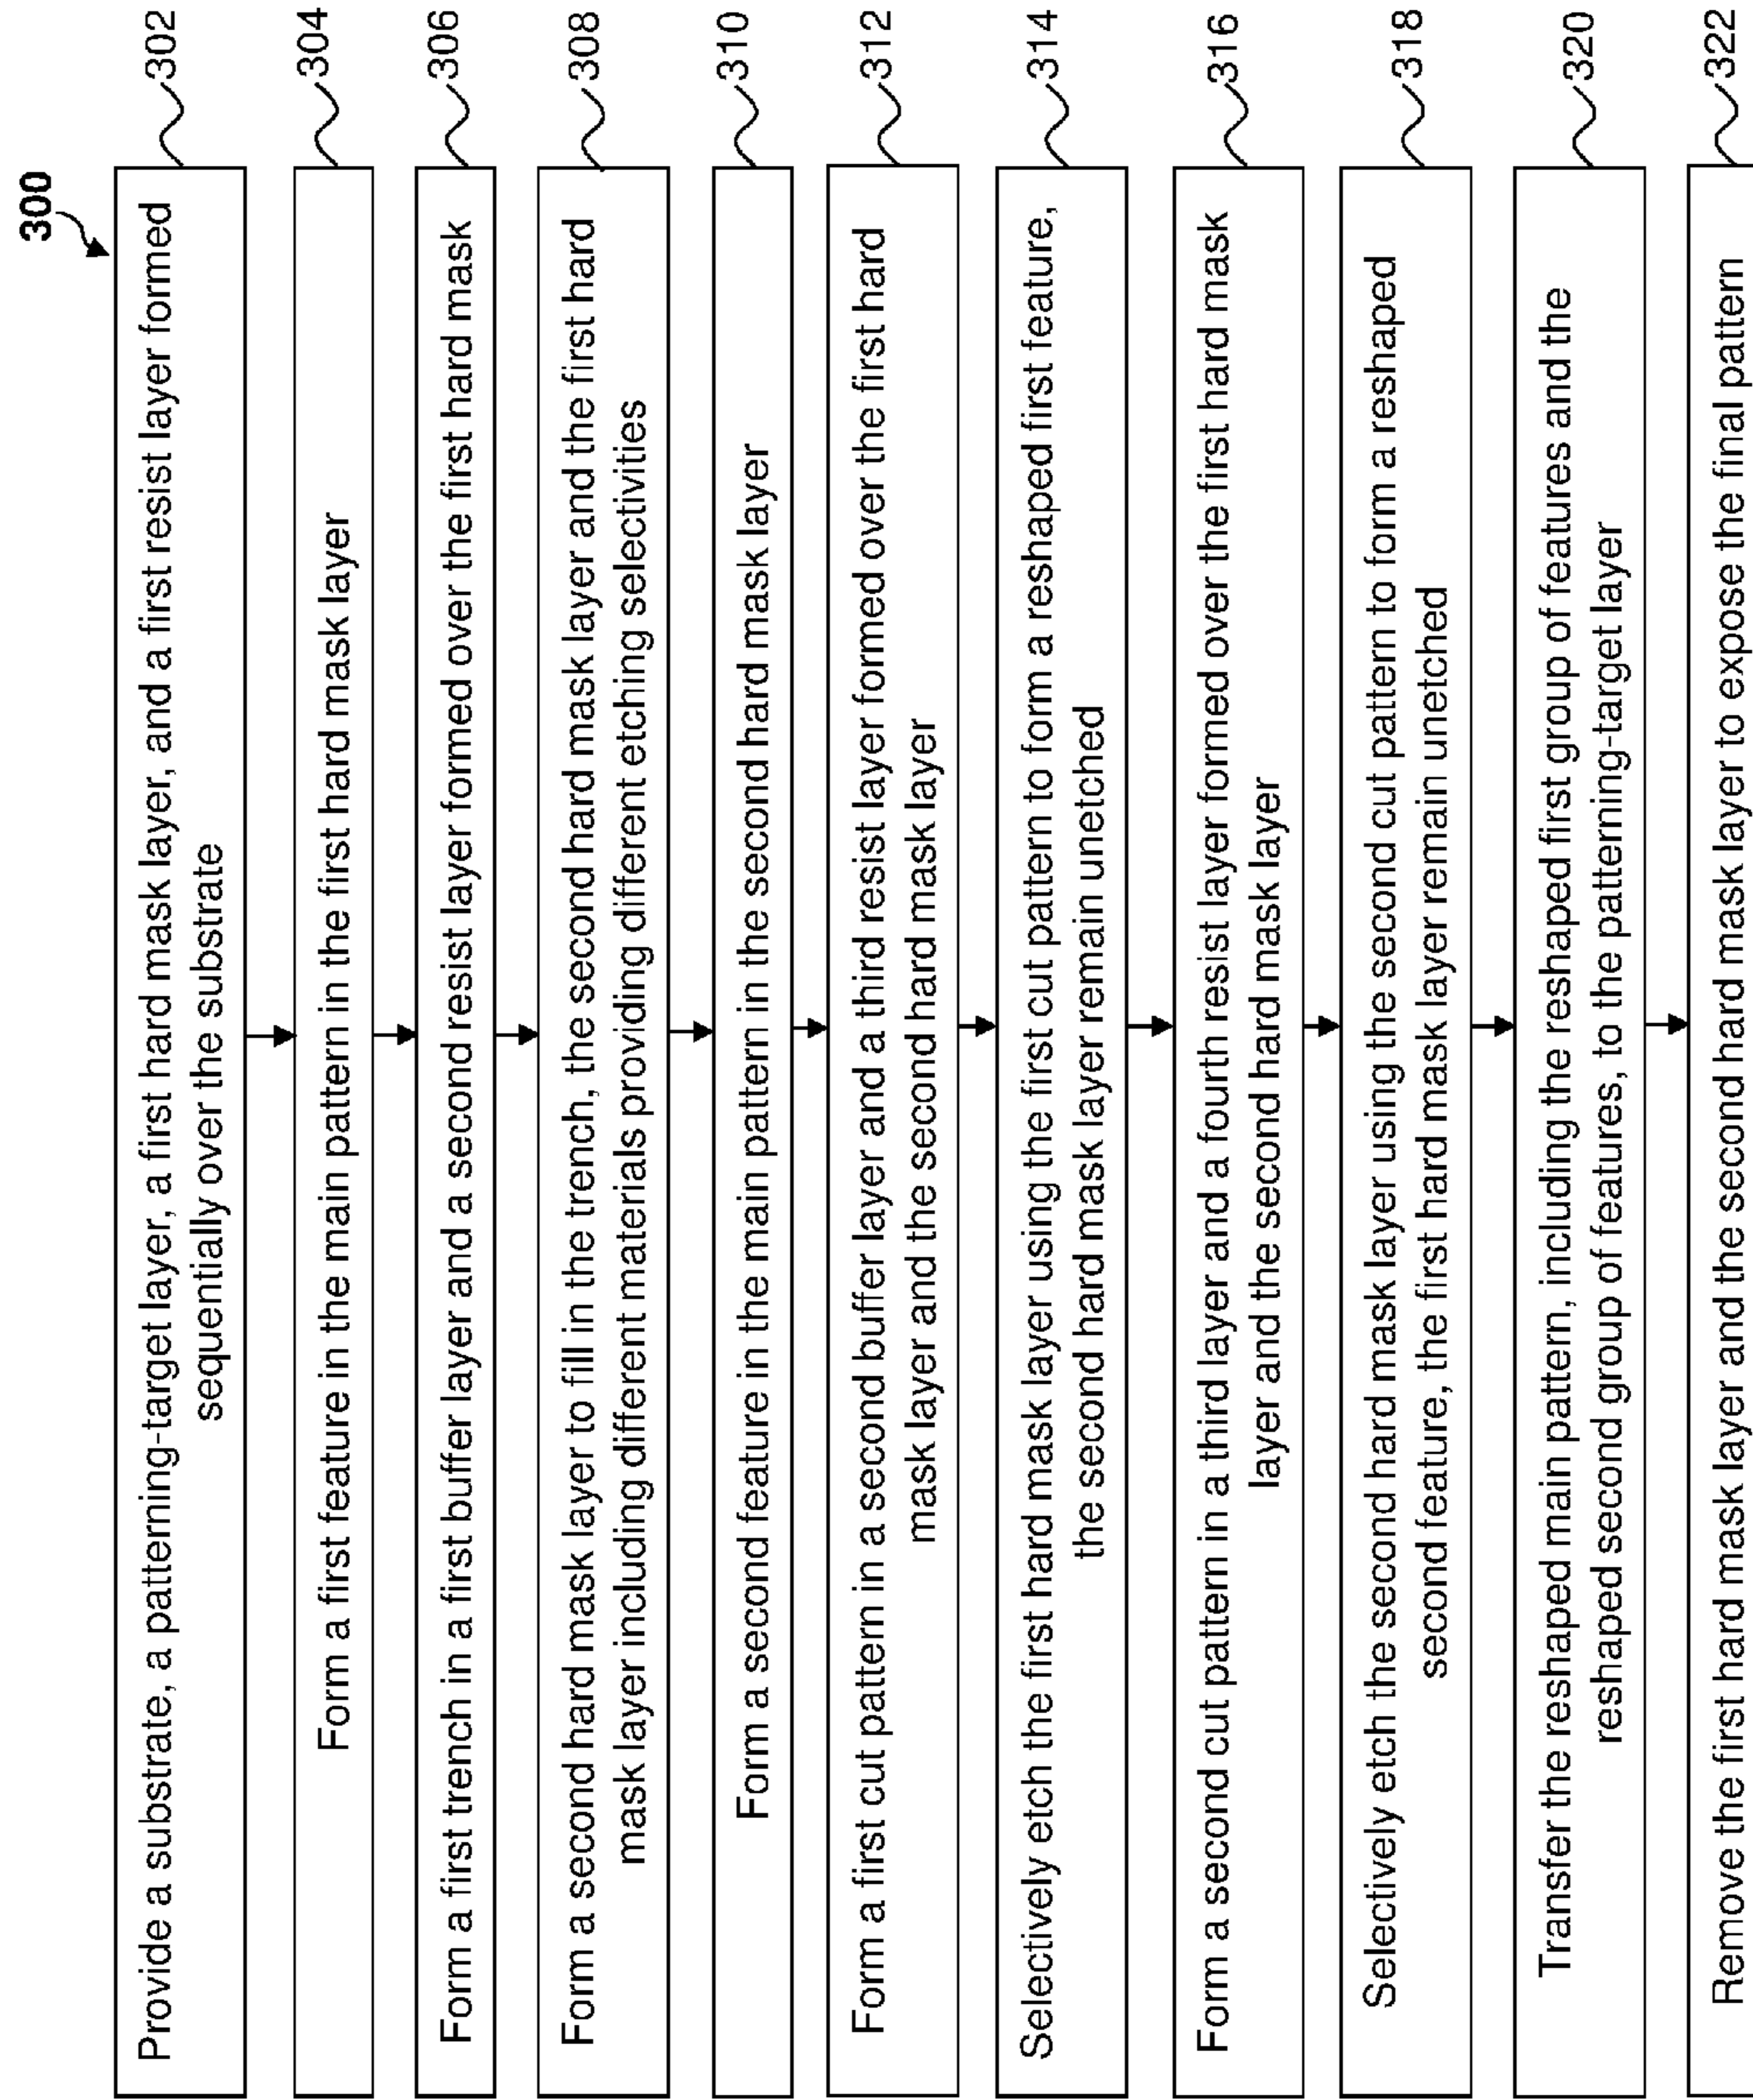 300
Provide a substrate, a patterning-target layer, a first hard mask layer, and a first resist layer formed
sequentially over the substrate
302
Form a first feature in the main pattern in the first hard mask layer
304
Form a first trench in a first buffer layer and a second resist layer formed over the first hard mask
306
Form a second hard mask layer to fill in the trench, the second hard mask layer and the first hard
mask layer including different materials providing different etching selectivities
308
Form a second feature in the main pattern in the second hard mask layer
310
Form a first cut pattern in a second buffer layer and a third resist layer formed over the first hard
mask layer and the second hard mask layer
312
Selectively etch the first hard mask layer using the first cut pattern to form a reshaped first feature,
the second hard mask layer remain unetched
314
Form a second cut pattern in a third layer and a fourth resist layer formed over the first hard mask
layer and the second hard mask layer
316
Selectively etch the second hard mask layer using the second cut pattern to form a reshaped
second feature, the first hard mask layer remain unetched
318
Transfer the reshaped main pattern, including the reshaped first group of features and the
reshaped second group of features, to the patterning-target layer
320
Remove the first hard mask layer and the second hard mask layer to expose the final pattern
322